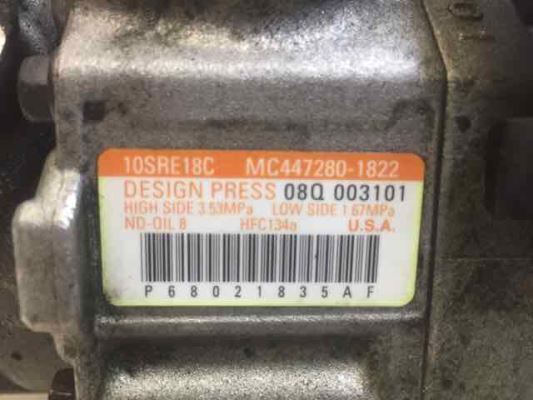 10SRE18C MC447280-1822
DESIGN PRESS 08Q 003101
HIGH SIDE 3.53MPa LOW SIDE 1.67MPa
ND-OIL 8 HFC134a U.S.A.
P68021835AF